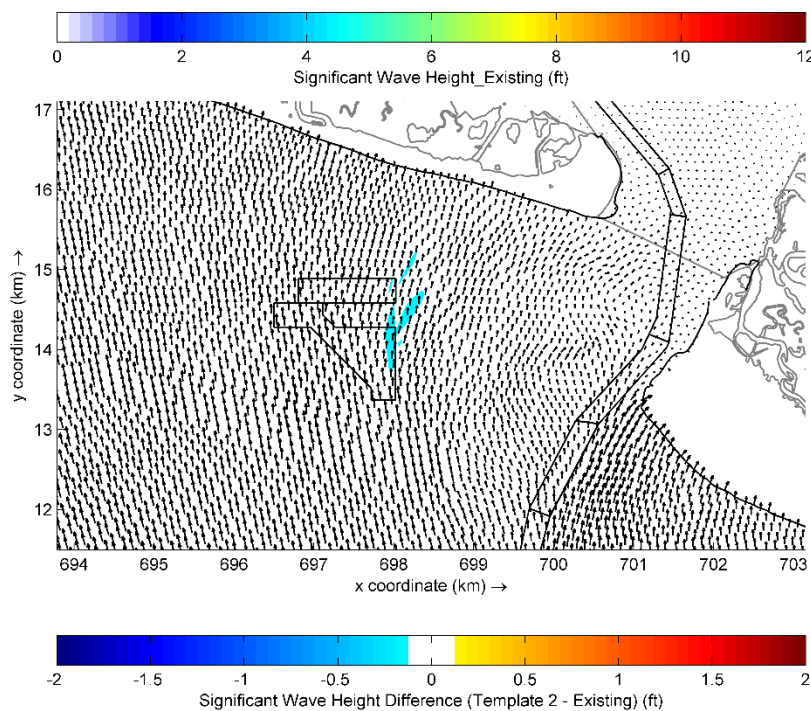 0 2 4 6 8 10 12
Significant Wave Height_Existing (ft)
17
16
15
14
13
12
y coordinate (km) →
694 695 696 697 698 699 700 701 702 703
x coordinate (km) →
-2 -1.5 -1 -0.5 0 0.5 1 1.5 2
Significant Wave Height Difference (Template 2 - Existing) (ft)